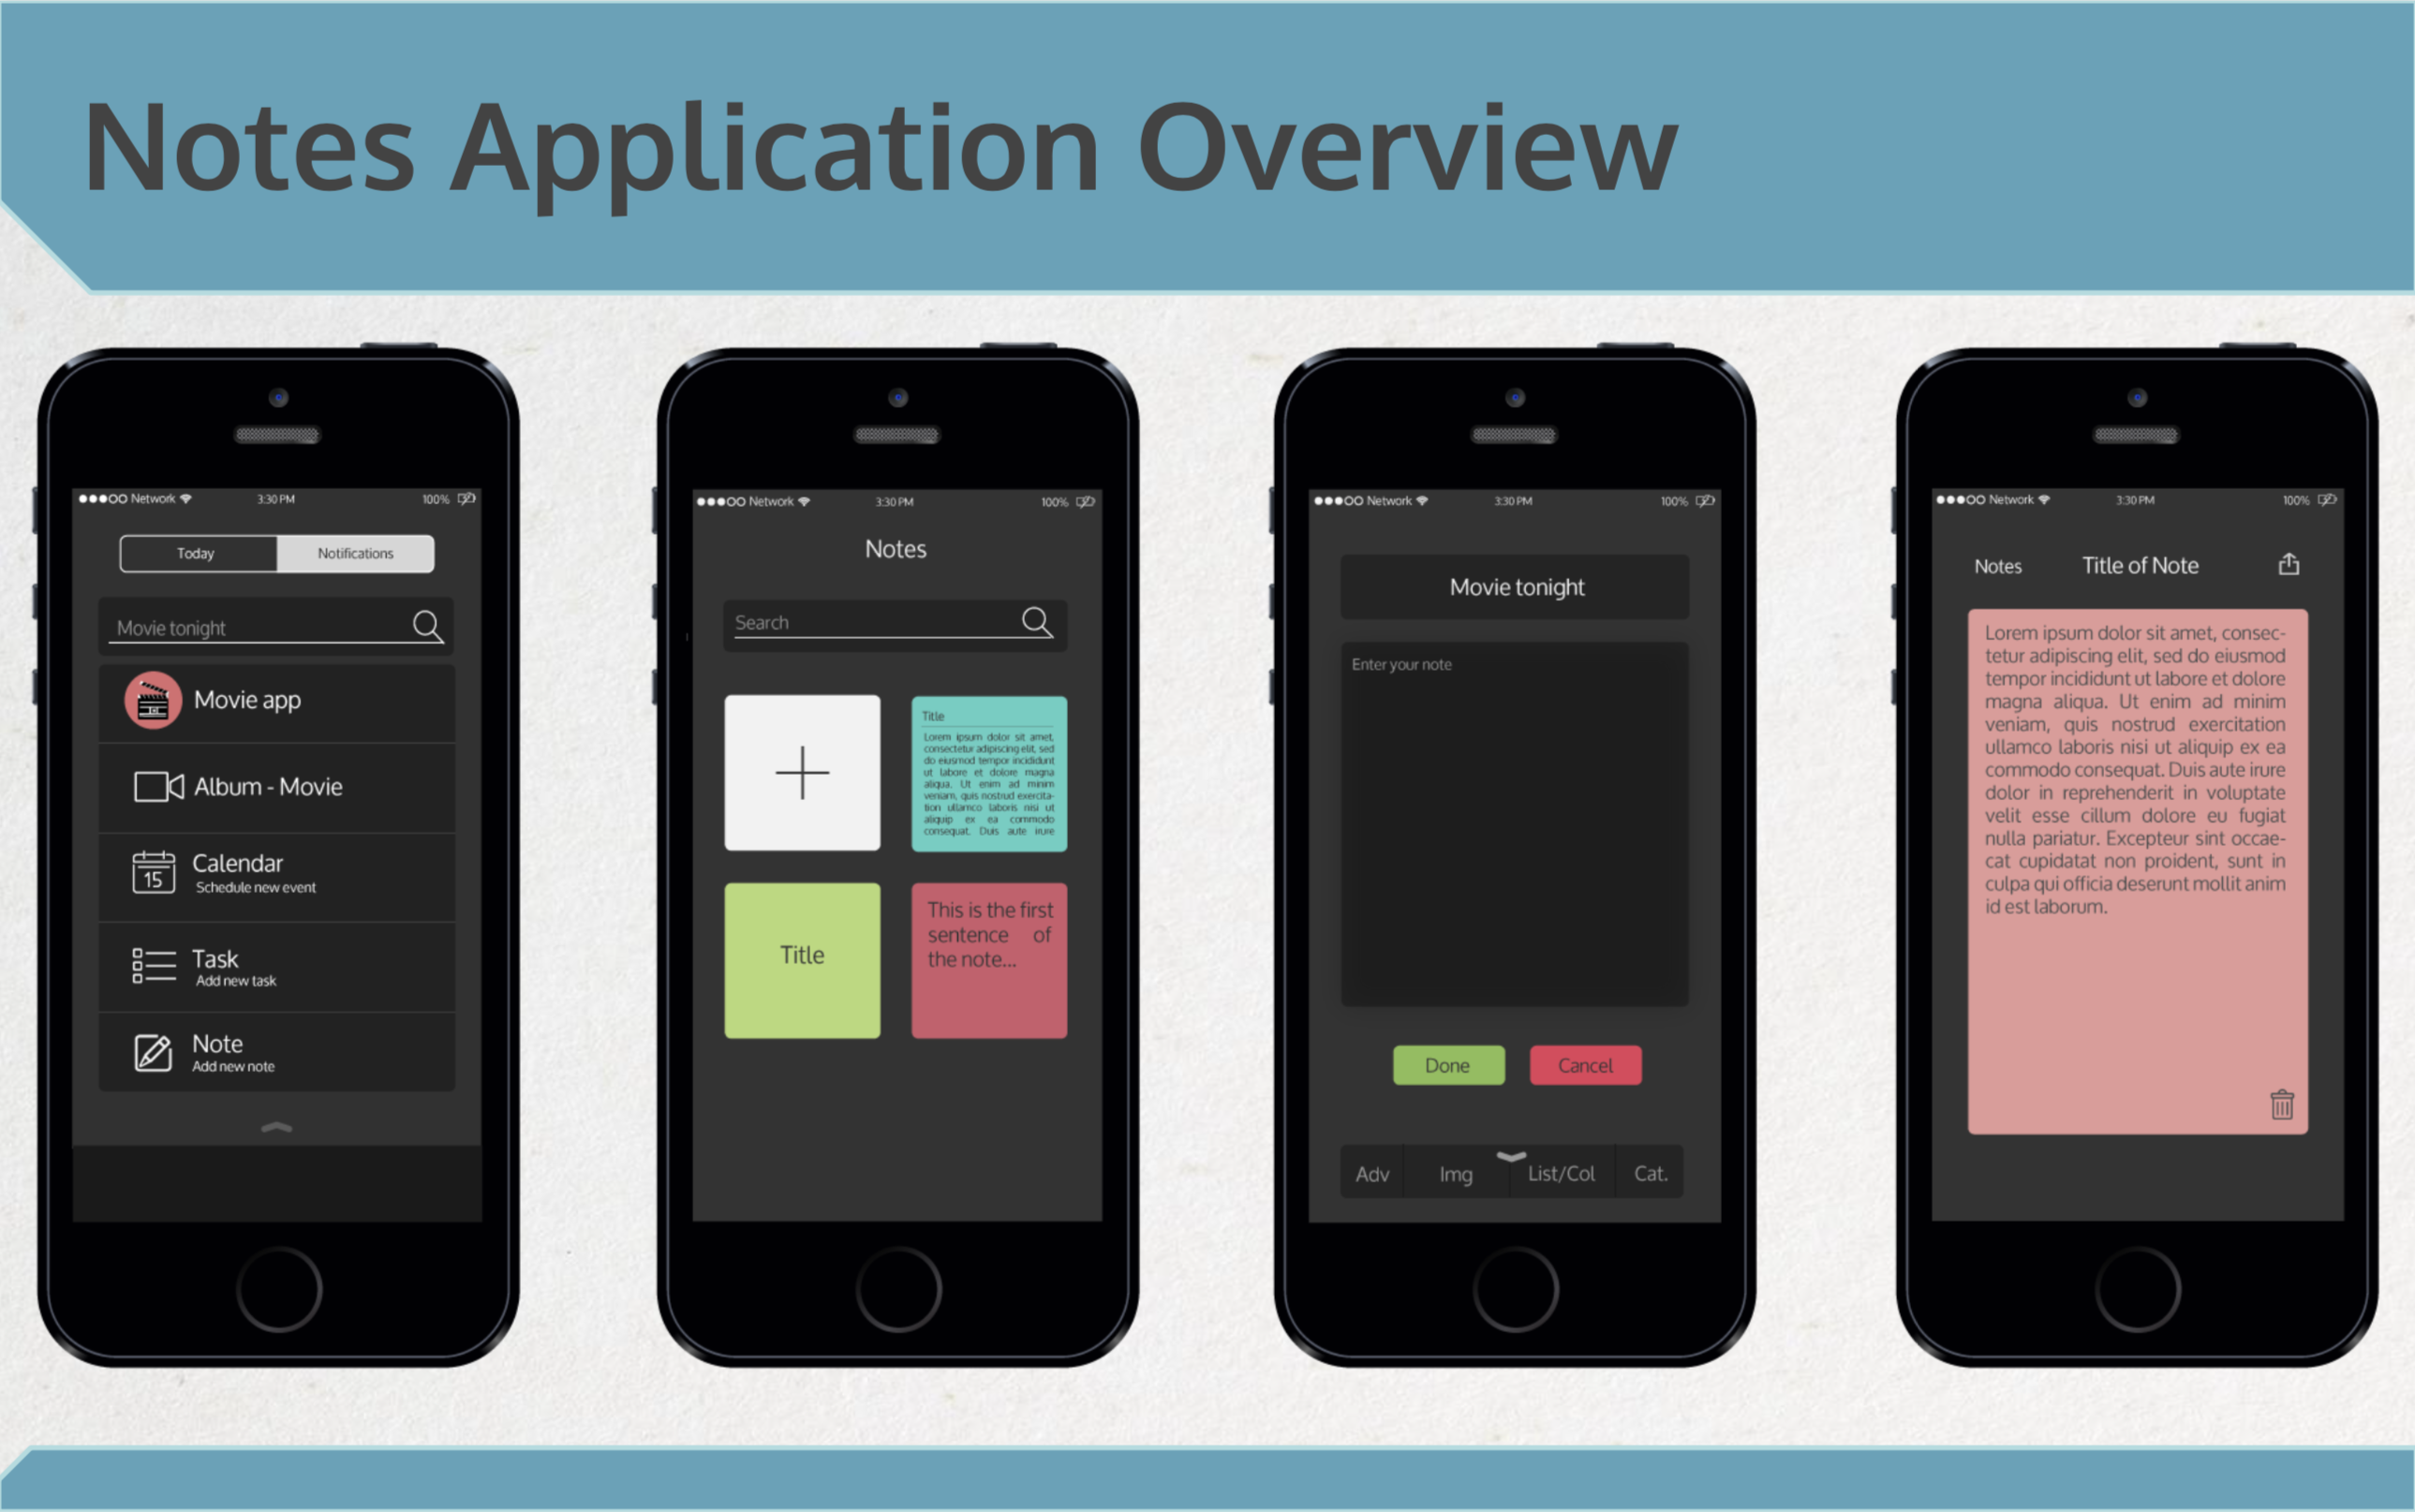 Notes Application Overview
Network 3:30 PM 100%
Today Notifications
Movie tonight
Movie app
Album - Movie
15
Calendar
Schedule new event
Task
Add new task
Note
Add new note
Network 3:30 PM 100%
Notes
Search
Title
Lorem ipsum dolor sit amet,
consectetur adipiscing elit, sed
do eiusmod tempor incididunt
ut labore et dolore magna
aliqua. Ut enim ad minim
veniam, quis nostrud exercita-
tion ullamco laboris nisi ut
aliquip ex ea commodo
consequat. Duis aute irure
Title
This is the first
sentence of
the note...
Network 3:30 PM 100%
Movie tonight
Enter your note
Done Cancel
Adv Img List/Col Cat.
Network 3:30 PM 100%
Notes Title of Note
Lorem ipsum dolor sit amet, consec-
tetur adipiscing elit, sed do eiusmod
tempor incididunt ut labore et dolore
magna aliqua. Ut enim ad minim
veniam, quis nostrud exercitation
ullamco laboris nisi ut aliquip ex ea
commodo consequat. Duis aute irure
dolor in reprehenderit in voluptate
velit esse cillum dolore eu fugiat
nulla pariatur. Excepteur sint occae-
cat cupidatat non proident, sunt in
culpa qui officia deserunt mollit anim
id est laborum.